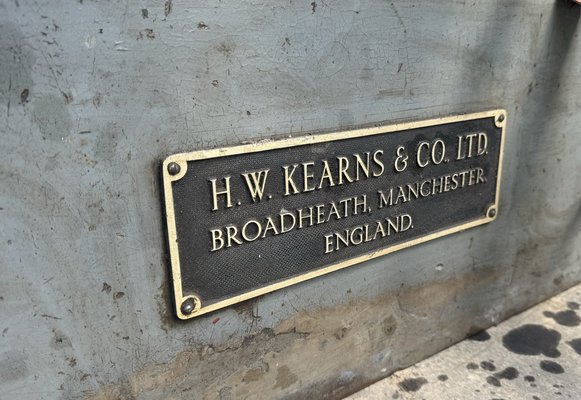 H.W. KEARNS & CO., LTD.
BROADHEATH, MANCHESTER.
ENGLAND.